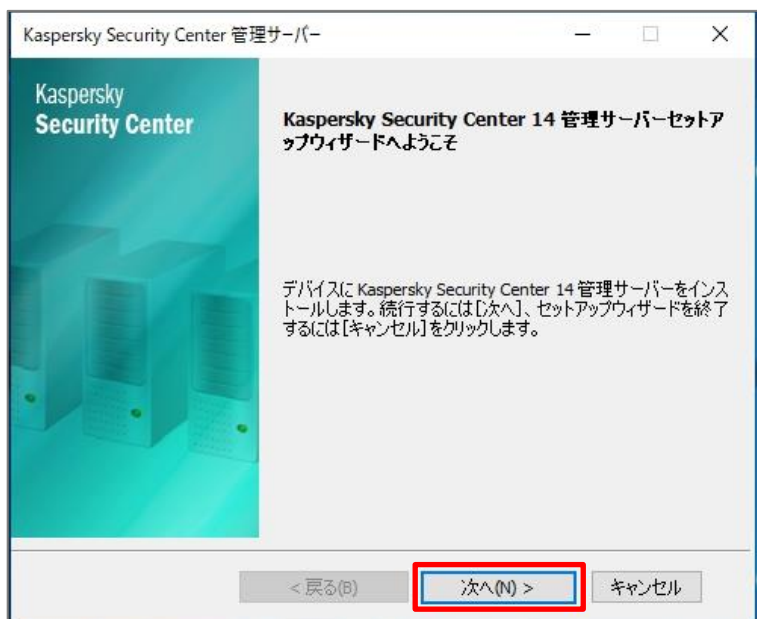 Kaspersky Security Center 管理サーバー
Kaspersky
Security Center
Kaspersky Security Center 14 管理サーバーセットア
ップウィザードへようこそ
デバイスに Kaspersky Security Center 14 管理サーバーをインス
トールします。続行するには[次へ]、セットアップウィザードを終了
するには[キャンセル]をクリックします。
< 戻る(B)
次へ(N) >
キャンセル